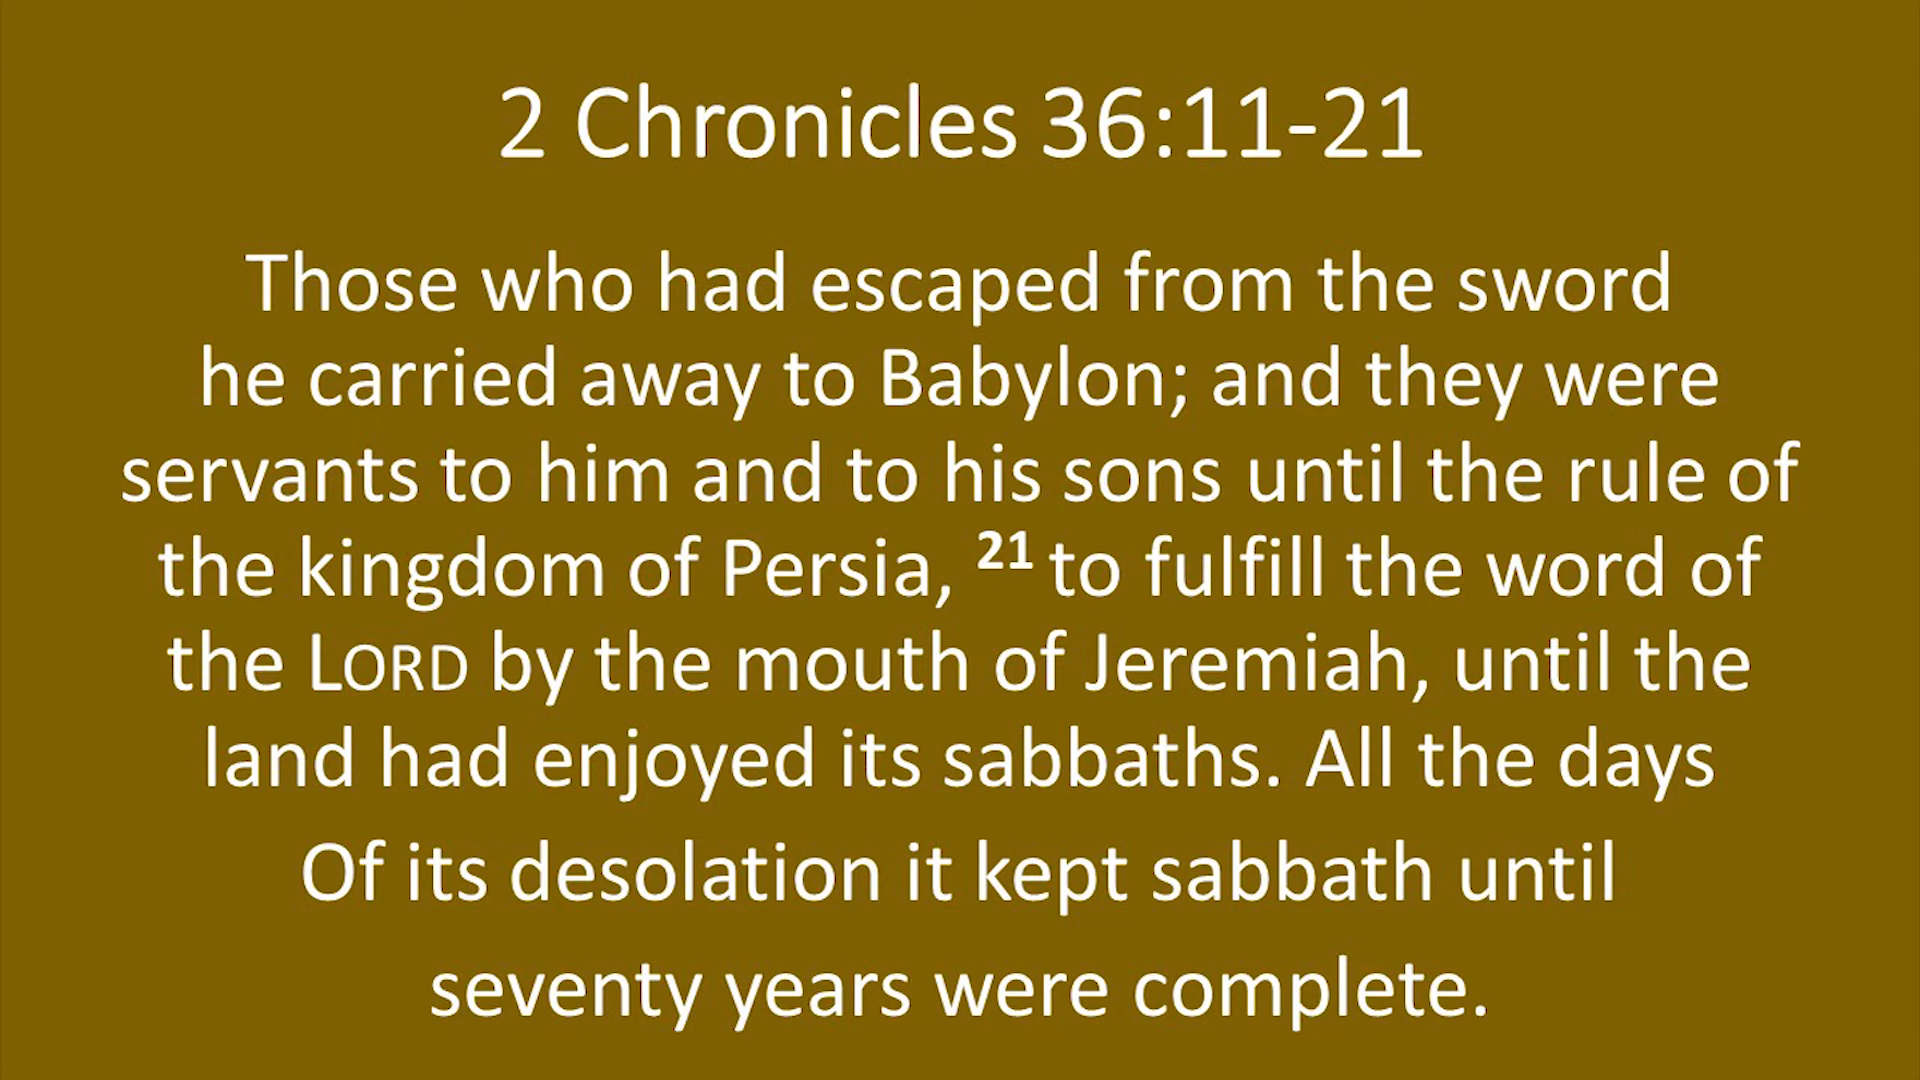 2 Chronicles 36:11-21
Those who had escaped from the sword
he carried away to Babylon; and they were
servants to him and to his sons until the rule of
the kingdom of Persia, 21 to fulfill the word of
the LORD by the mouth of Jeremiah, until the
land had enjoyed its sabbaths. All the days
Of its desolation it kept sabbath until
seventy years were complete.